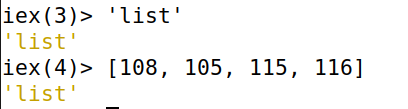 iex(3)> 'list'
'list'
iex(4)> [108, 105, 115, 116]
'list'